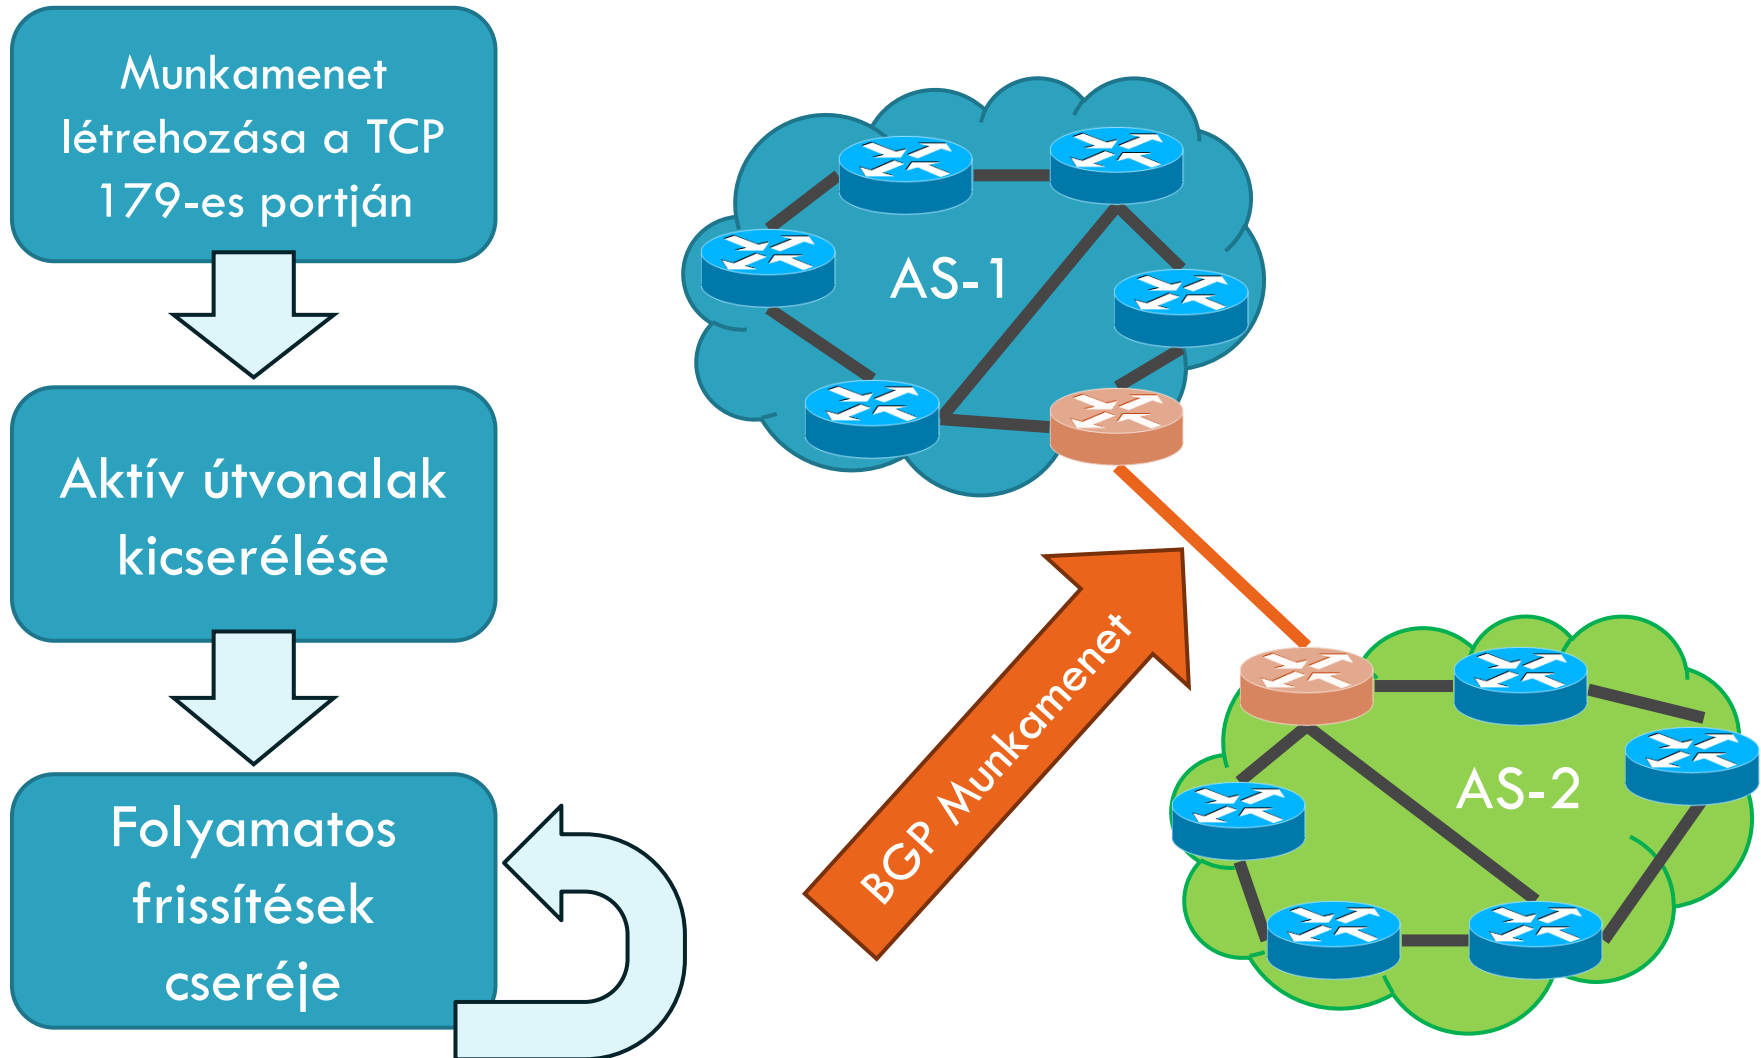 Munkamenet
létrehozása a TCP
179-es portján
Aktív útvonalak
kicserélése
Folyamatos
frissítések
cseréje
AS-1
BGP Munkamenet
AS-2